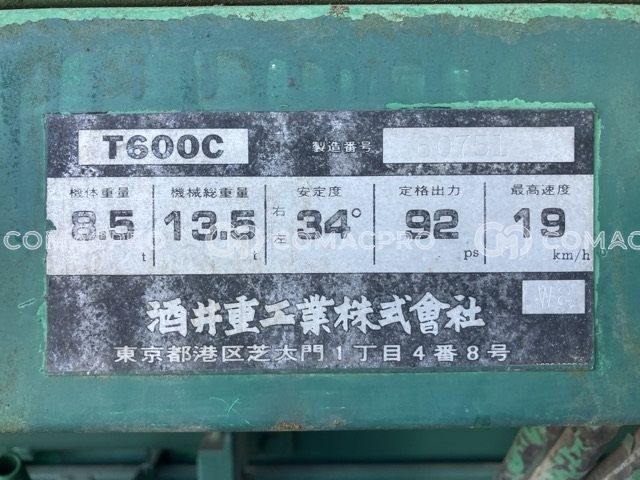 T600C 製造番号
機体重量 機械総重量 安定度 定格出力 最高速度
8.5 t 13.5 t 右左 34° 92 ps 19 km/h
酒井重工業株式會社
東京都港区芝大門1丁目4番8号
COMACPRO COMACPRO COMACPRO